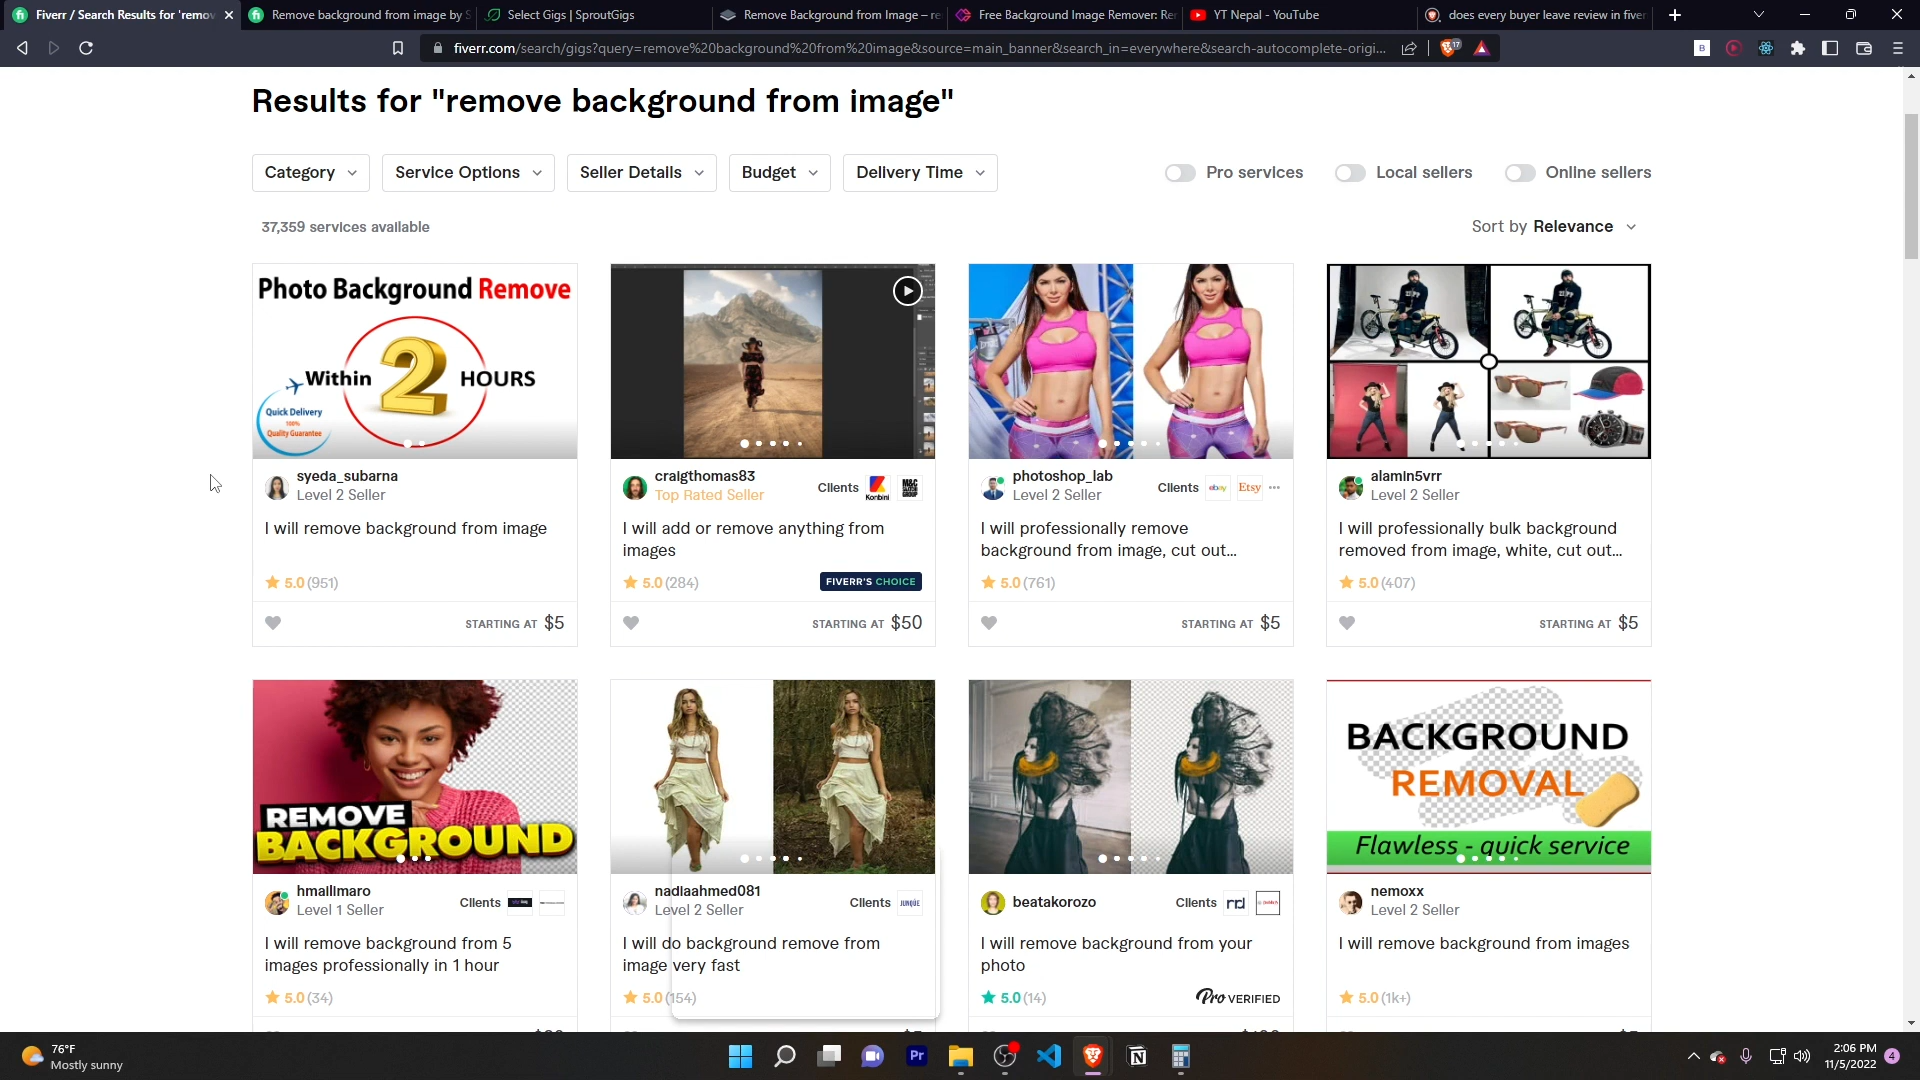 Fiverr / Search Results for 'remov
Remove background from image by S
Select Gigs | SproutGigs
Remove Background from Image – re
Free Background Image Remover: Re
YT Nepal - YouTube
does every buyer leave review in fiver
fiverr.com/search/gigs?query=remove%20background%20from%20image&source=main_banner&search_in=everywhere&search-autocomplete-origi...
17
Results for "remove background from image"
Category
Service Options
Seller Details
Budget
Delivery Time
Pro services
Local sellers
Online sellers
37,359 services available
Sort by Relevance
Photo Background Remove
Within 2 HOURS
Quick Delivery
100%
Quality Guarantee
syeda_subarna
Level 2 Seller
I will remove background from image
5.0 (951)
STARTING AT $5
craigthomas83
Top Rated Seller
Clients
Konbini
I will add or remove anything from
images
5.0 (284)
FIVERR'S CHOICE
STARTING AT $50
photoshop_lab
Level 2 Seller
Clients
ebay
Etsy
I will professionally remove
background from image, cut out...
5.0 (761)
STARTING AT $5
alamin5vrr
Level 2 Seller
I will professionally bulk background
removed from image, white, cut out...
5.0 (407)
STARTING AT $5
REMOVE
BACKGROUND
hmailimaro
Level 1 Seller
Clients
I will remove background from 5
images professionally in 1 hour
5.0 (34)
nadiaahmed081
Level 2 Seller
Clients
JUNQUE
I will do background remove from
image very fast
5.0 (154)
beatakorozo
Clients
I will remove background from your
photo
5.0 (14)
Pro VERIFIED
BACKGROUND
REMOVAL
Flawless - quick service
nemoxx
Level 2 Seller
I will remove background from images
5.0 (1k+)
76°F
Mostly sunny
Pr
2:06 PM
11/5/2022
4